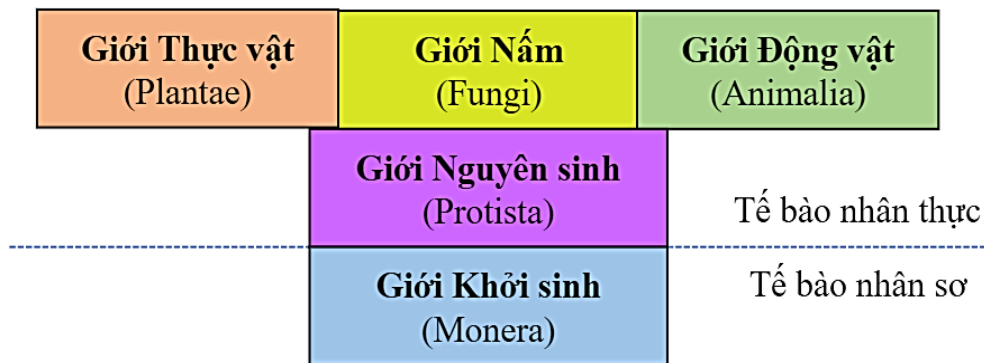 Giới Thực vật
(Plantae)
Giới Nấm
(Fungi)
Giới Động vật
(Animalia)
Giới Nguyên sinh
(Protista)
Tế bào nhân thực
Giới Khởi sinh
(Monera)
Tế bào nhân sơ